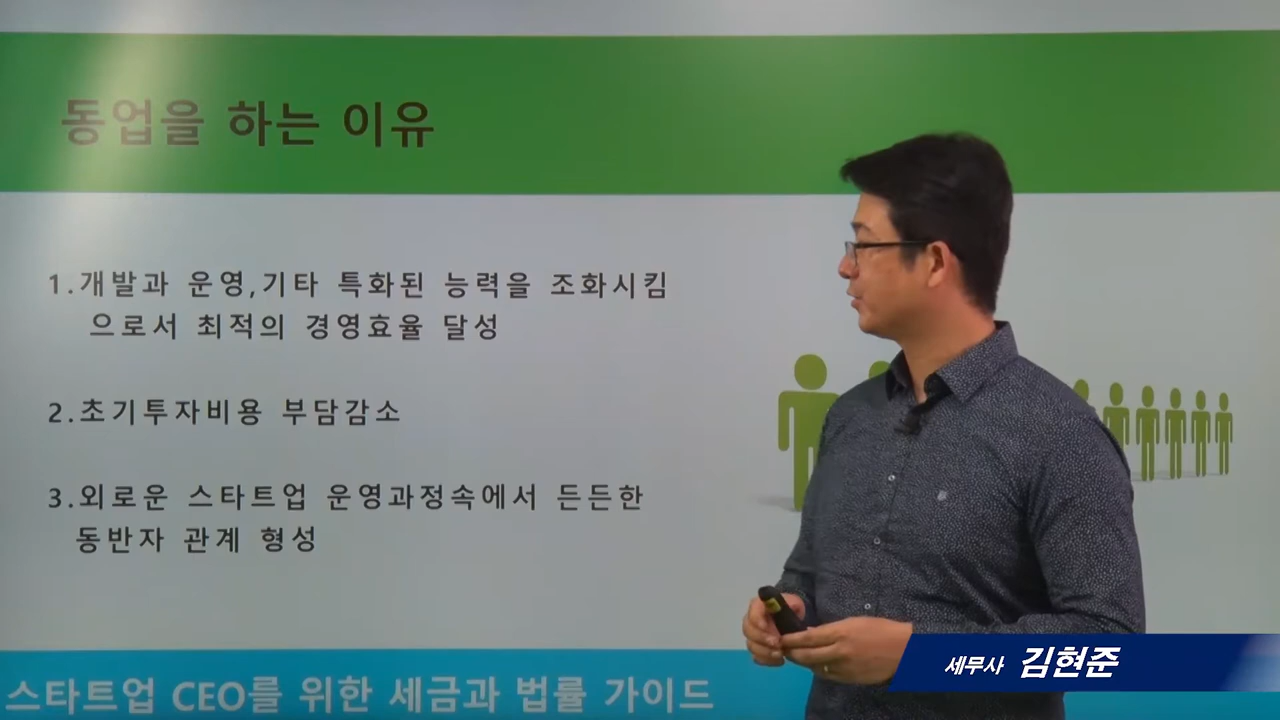 동업을 하는 이유
1.개발과 운영,기타 특화된 능력을 조화시킴
으로서 최적의 경영효율 달성
2.초기투자비용 부담감소
3.외로운 스타트업 운영과정속에서 든든한
동반자 관계 형성
세무사 김현준
스타트업 CEO를 위한 세금과 법률 가이드